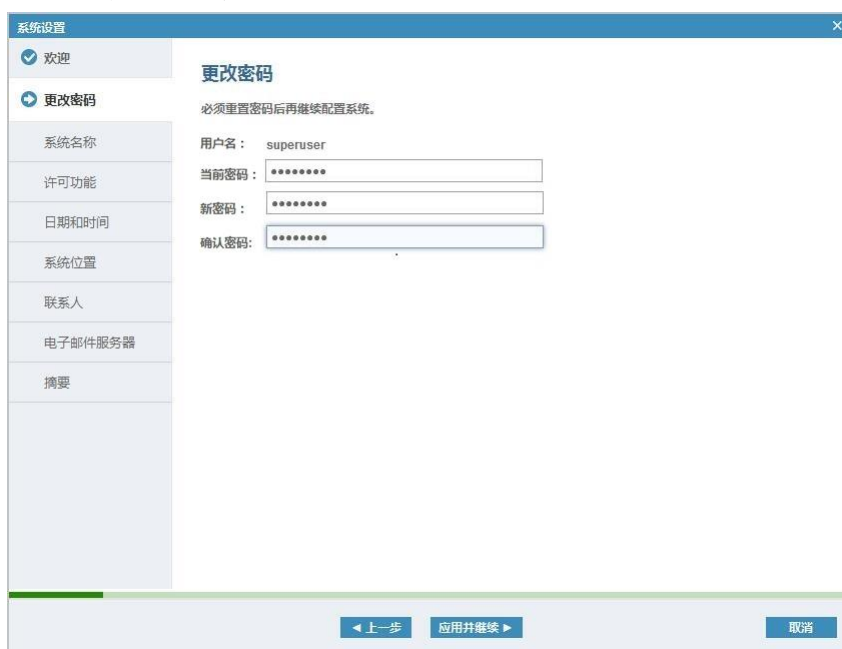 系统设置
欢迎
更改密码
系统名称
许可功能
日期和时间
系统位置
联系人
电子邮件服务器
摘要
更改密码
必须重置密码后再继续配置系统。
用户名： superuser
当前密码： ●●●●●●●●
新密码： ●●●●●●●●
确认密码: ●●●●●●●●
◄ 上一步 应用并继续 ► 取消